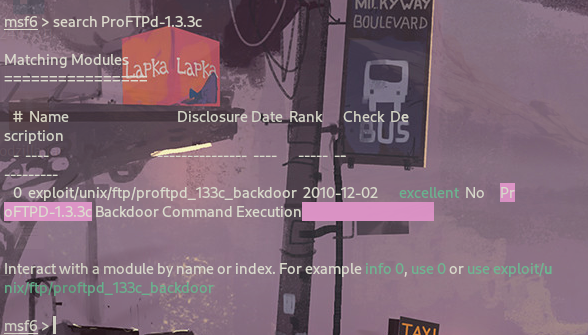 msf6 > search ProFTPd-1.3.3c
Matching Modules
================
MILKYWAY
BOULEVARD
Lapka Lapka
# Name Disclosure Date Rank Check De
scription
BUS
- ---- --------------- ---- ----- --
---------
0 exploit/unix/ftp/proftpd_133c_backdoor 2010-12-02 excellent No Pr
oFTPD-1.3.3c Backdoor Command Execution
Interact with a module by name or index. For example info 0, use 0 or use exploit/u
nix/ftp/proftpd_133c_backdoor
msf6 >
TAXI